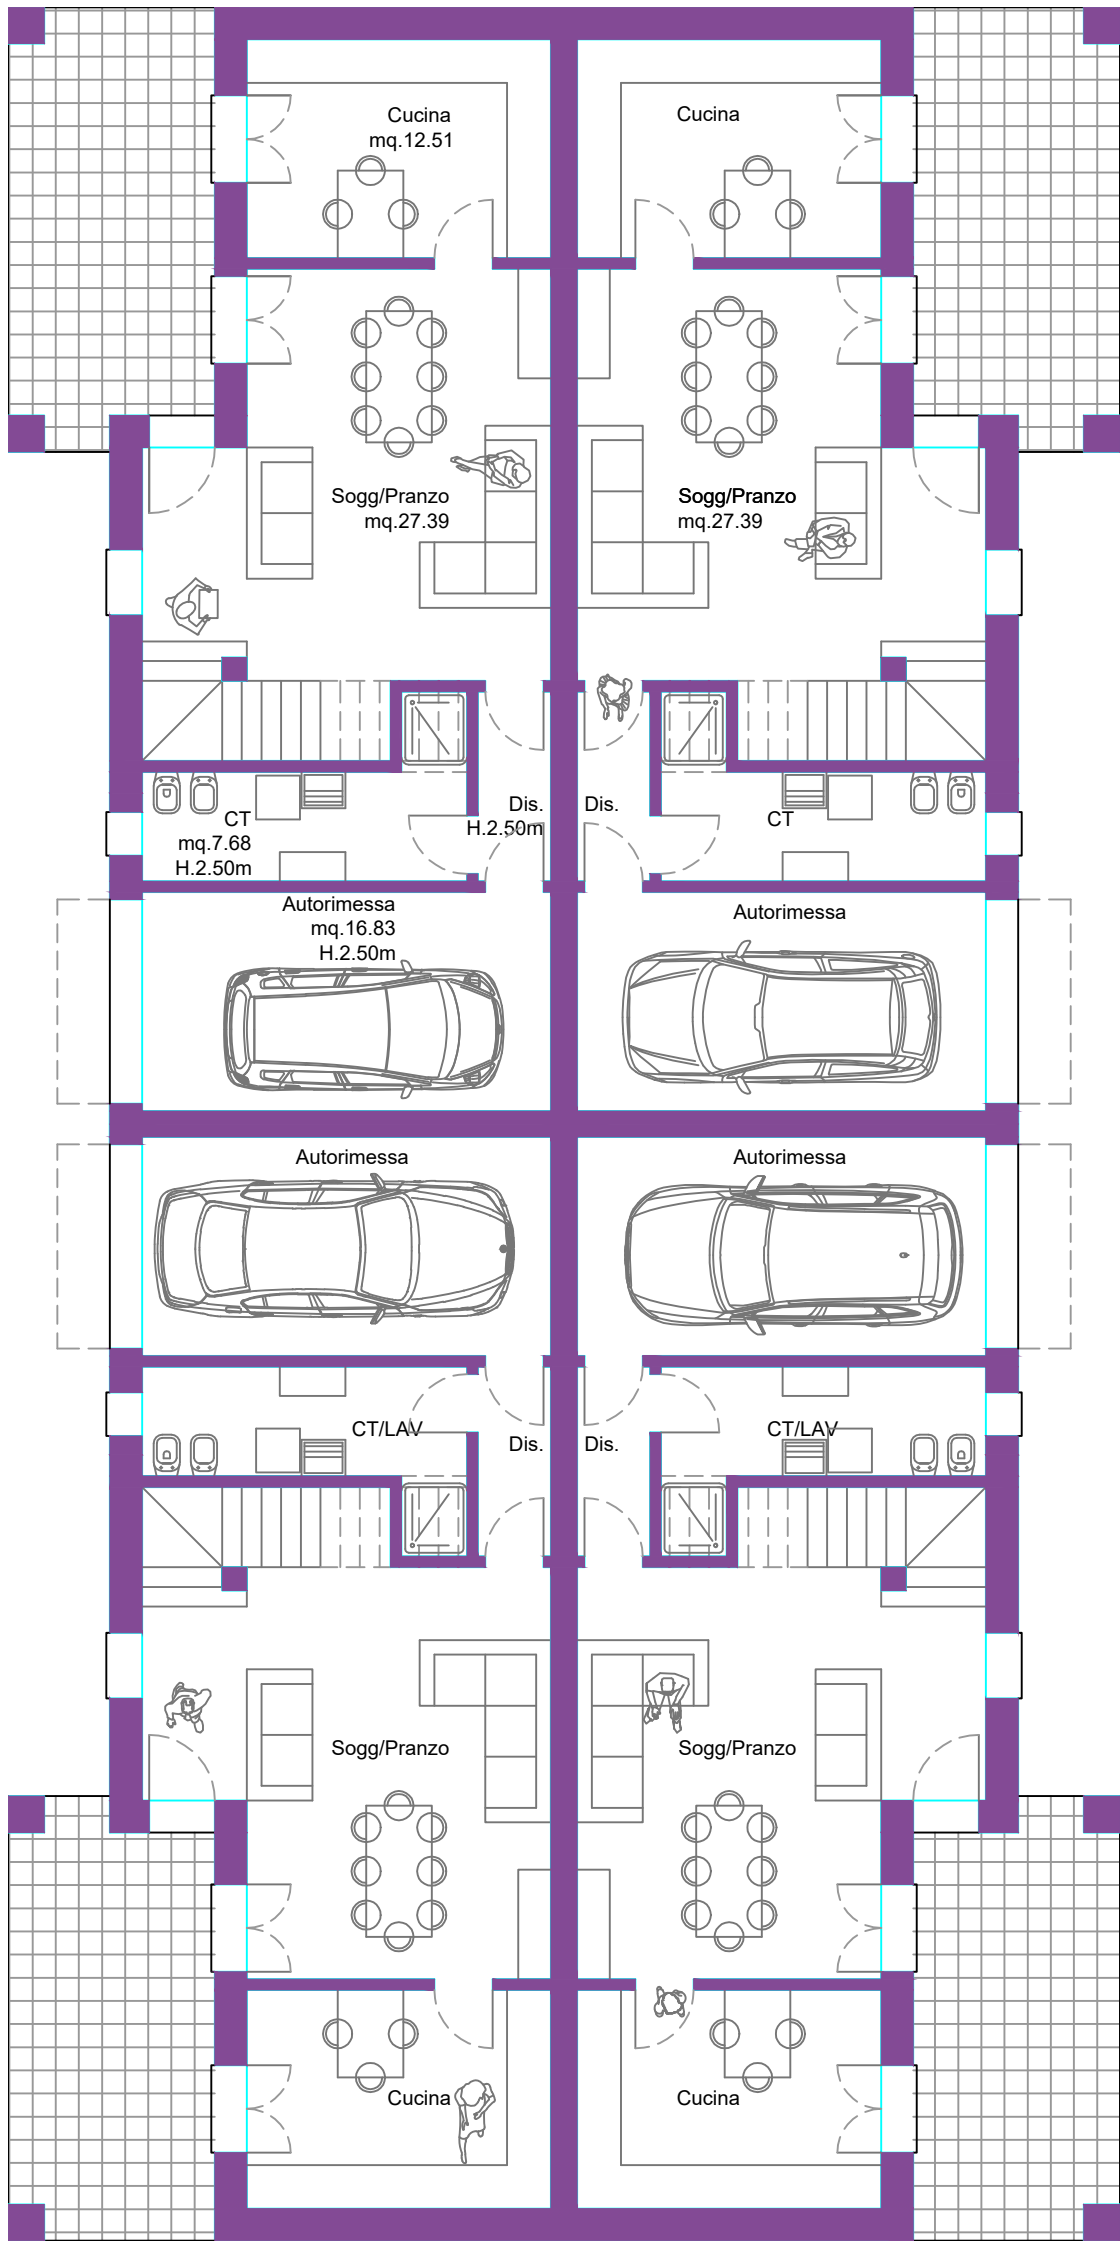 Cucina
mq.12.51
Cucina
Sogg/Pranzo
mq.27.39
Sogg/Pranzo
mq.27.39
Dis.
H.2.50m
Dis.
CT
mq.7.68
H.2.50m
CT
Autorimessa
mq.16.83
H.2.50m
Autorimessa
Autorimessa
Autorimessa
CT/LAV
Dis.
Dis.
CT/LAV
Sogg/Pranzo
Sogg/Pranzo
Cucina
Cucina